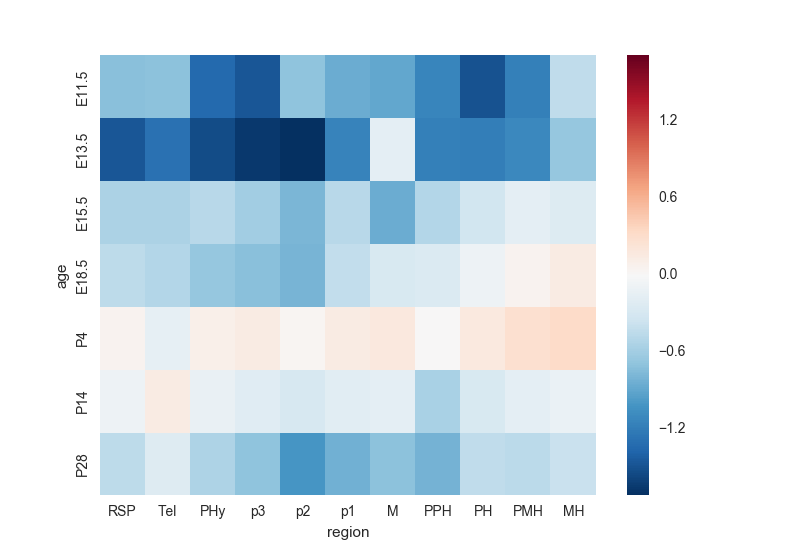 E11.5
E13.5
E15.5
E18.5
P4
P14
P28
age
RSP Tel PHy p3 p2 p1 M PPH PH PMH MH
region
1.2
0.6
0.0
−0.6
−1.2